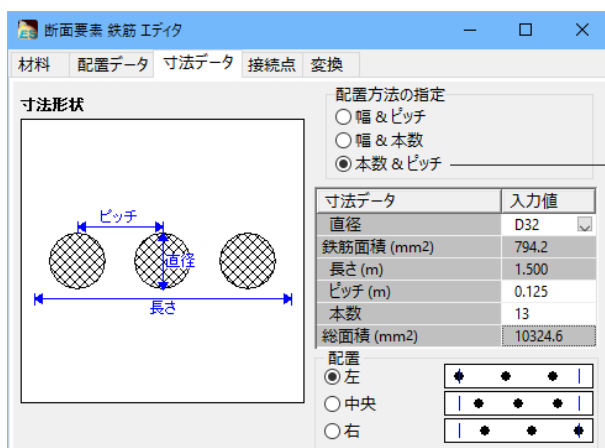 断面要素 鉄筋 エディタ
材料 配置データ 寸法データ 接続点 変換
寸法形状
ピッチ
直径
長さ
配置方法の指定
幅 & ピッチ
幅 & 本数
本数 & ピッチ
寸法データ 入力値
直径 D32
鉄筋面積 (mm2) 794.2
長さ (m) 1.500
ピッチ (m) 0.125
本数 13
総面積 (mm2) 10324.6
配置
左
中央
右